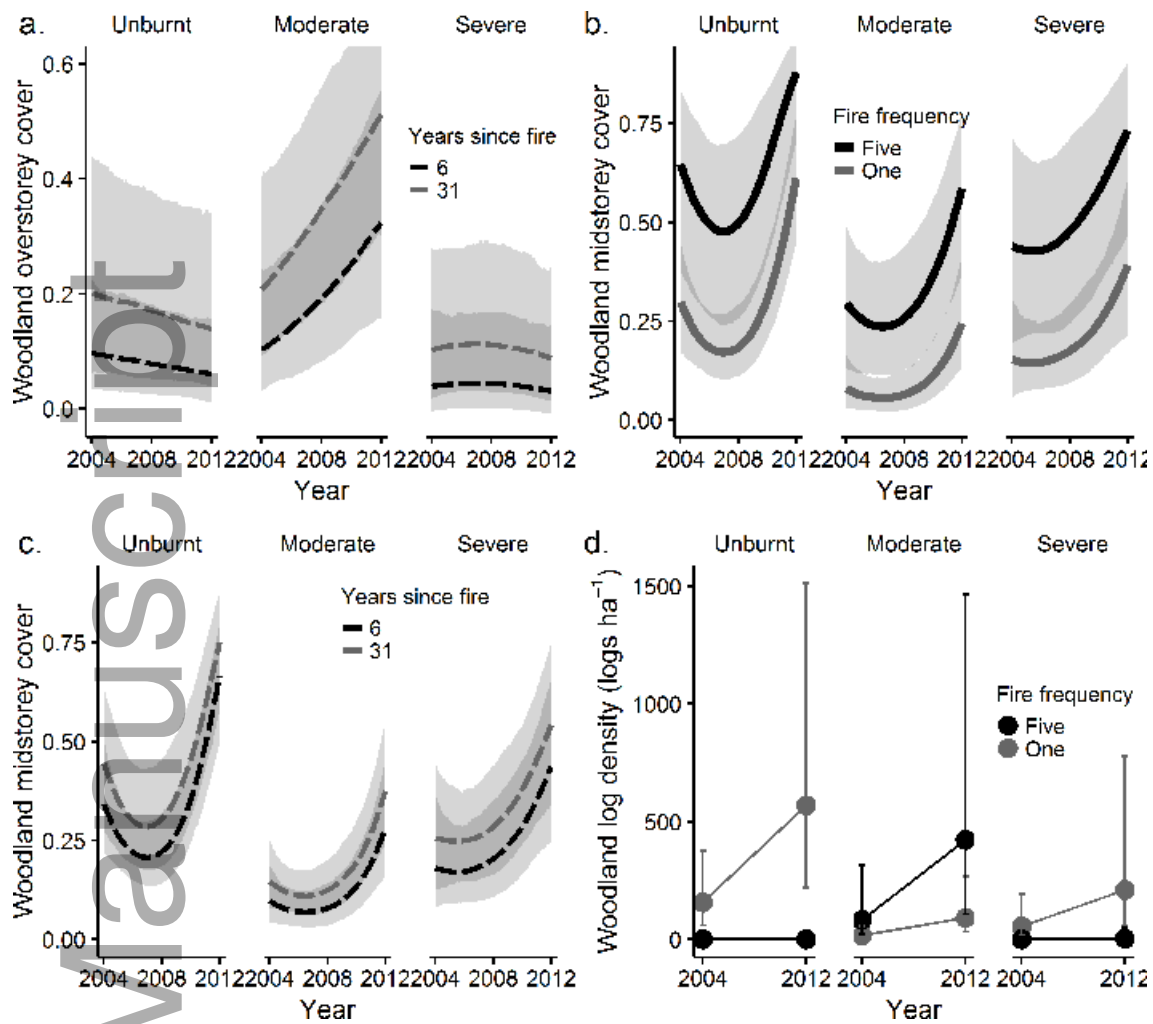 a.
Unburnt Moderate Severe
Woodland overstorey cover
0.6
0.4
0.2
0.0
Years since fire
6
31
2004 2008 2012 2004 2008 2012 2004 2008 2012
Year
b.
Unburnt Moderate Severe
Woodland midstorey cover
0.75
0.50
0.25
0.00
Fire frequency
Five
One
2004 2008 2012 2004 2008 2012 2004 2008 2012
Year
c.
Unburnt Moderate Severe
Woodland midstorey cover
0.75
0.50
0.25
0.00
Years since fire
6
31
2004 2008 2012 2004 2008 2012 2004 2008 2012
Year
d.
Unburnt Moderate Severe
Woodland log density (logs ha⁻¹)
1500
1000
500
0
Fire frequency
Five
One
2004 2012 2004 2012 2004 2012
Year
Manuscript